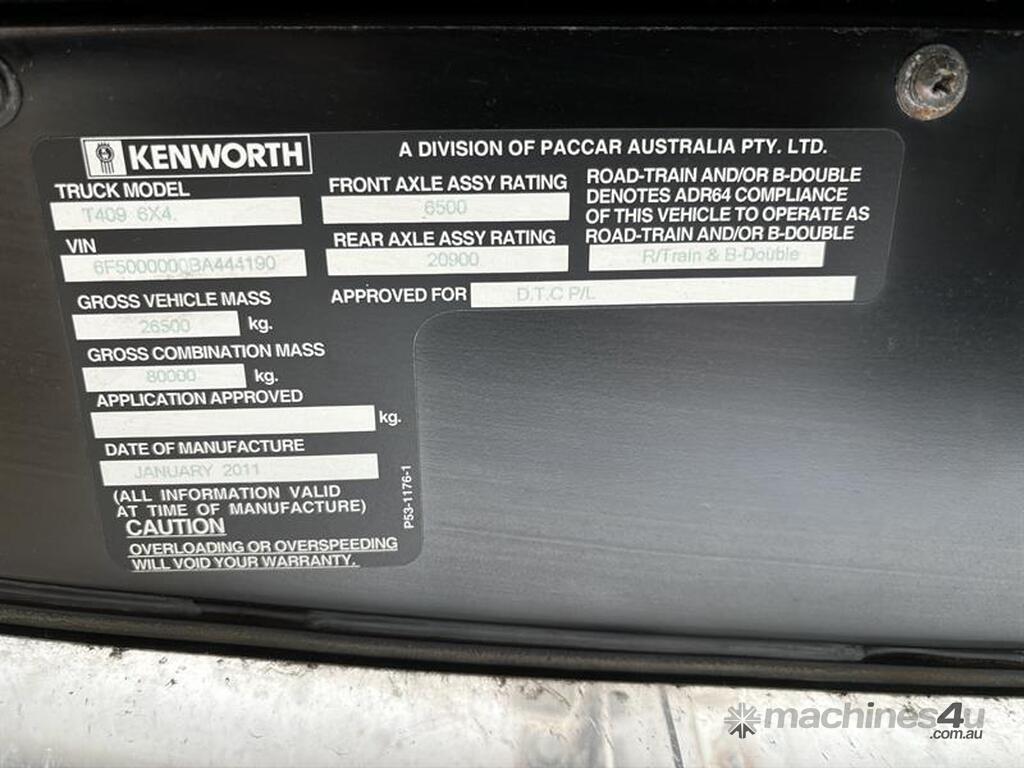 KENWORTH
A DIVISION OF PACCAR AUSTRALIA PTY. LTD.
TRUCK MODEL
T409 6X4.
VIN
6F5000000BA444190
GROSS VEHICLE MASS
26500 kg.
GROSS COMBINATION MASS
80000 kg.
APPLICATION APPROVED
kg.
DATE OF MANUFACTURE
JANUARY 2011
(ALL INFORMATION VALID
AT TIME OF MANUFACTURE)
CAUTION
OVERLOADING OR OVERSPEEDING
WILL VOID YOUR WARRANTY.
P53-1176-1
FRONT AXLE ASSY RATING
6500
REAR AXLE ASSY RATING
20900
APPROVED FOR D.T.C P/L
ROAD-TRAIN AND/OR B-DOUBLE
DENOTES ADR64 COMPLIANCE
OF THIS VEHICLE TO OPERATE AS
ROAD-TRAIN AND/OR B-DOUBLE
R/Train & B-Double
machines4u
.com.au